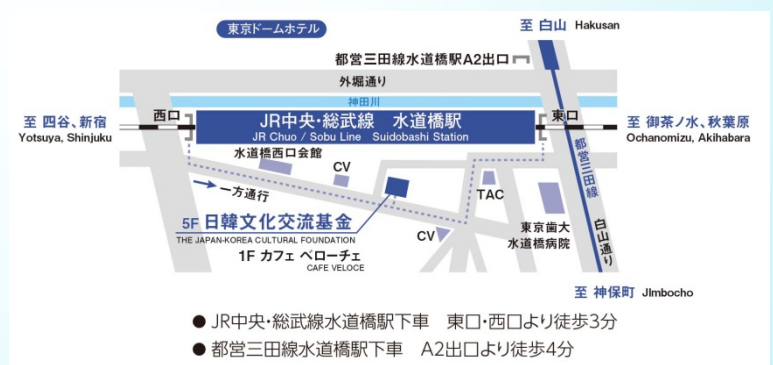 東京ドームホテル
至 白山 Hakusan
都営三田線水道橋駅A2出口
外堀通り
神田川
西口
東口
JR中央・総武線　水道橋駅
JR Chuo / Sobu Line　Suidobashi Station
至 四谷、新宿
Yotsuya, Shinjuku
至 御茶ノ水、秋葉原
Ochanomizu, Akihabara
水道橋西口会館
CV
都営三田線
一方通行
TAC
5F 日韓文化交流基金
THE JAPAN-KOREA CULTURAL FOUNDATION
1F カフェ ベローチェ
CAFE VELOCE
CV
東京歯大
水道橋病院
白山通り
至 神保町 JImbocho
● JR中央・総武線水道橋駅下車　東口・西口より徒歩3分
● 都営三田線水道橋駅下車　A2出口より徒歩4分